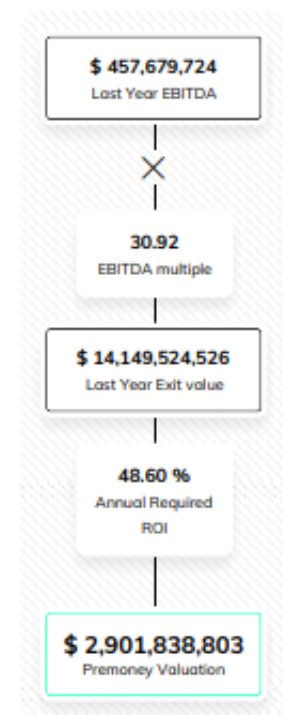 $ 457,679,724
Last Year EBITDA
30.92
EBITDA multiple
$ 14,149,524,526
Last Year Exit value
48.60 %
Annual Required
ROI
$ 2,901,838,803
Premoney Valuation